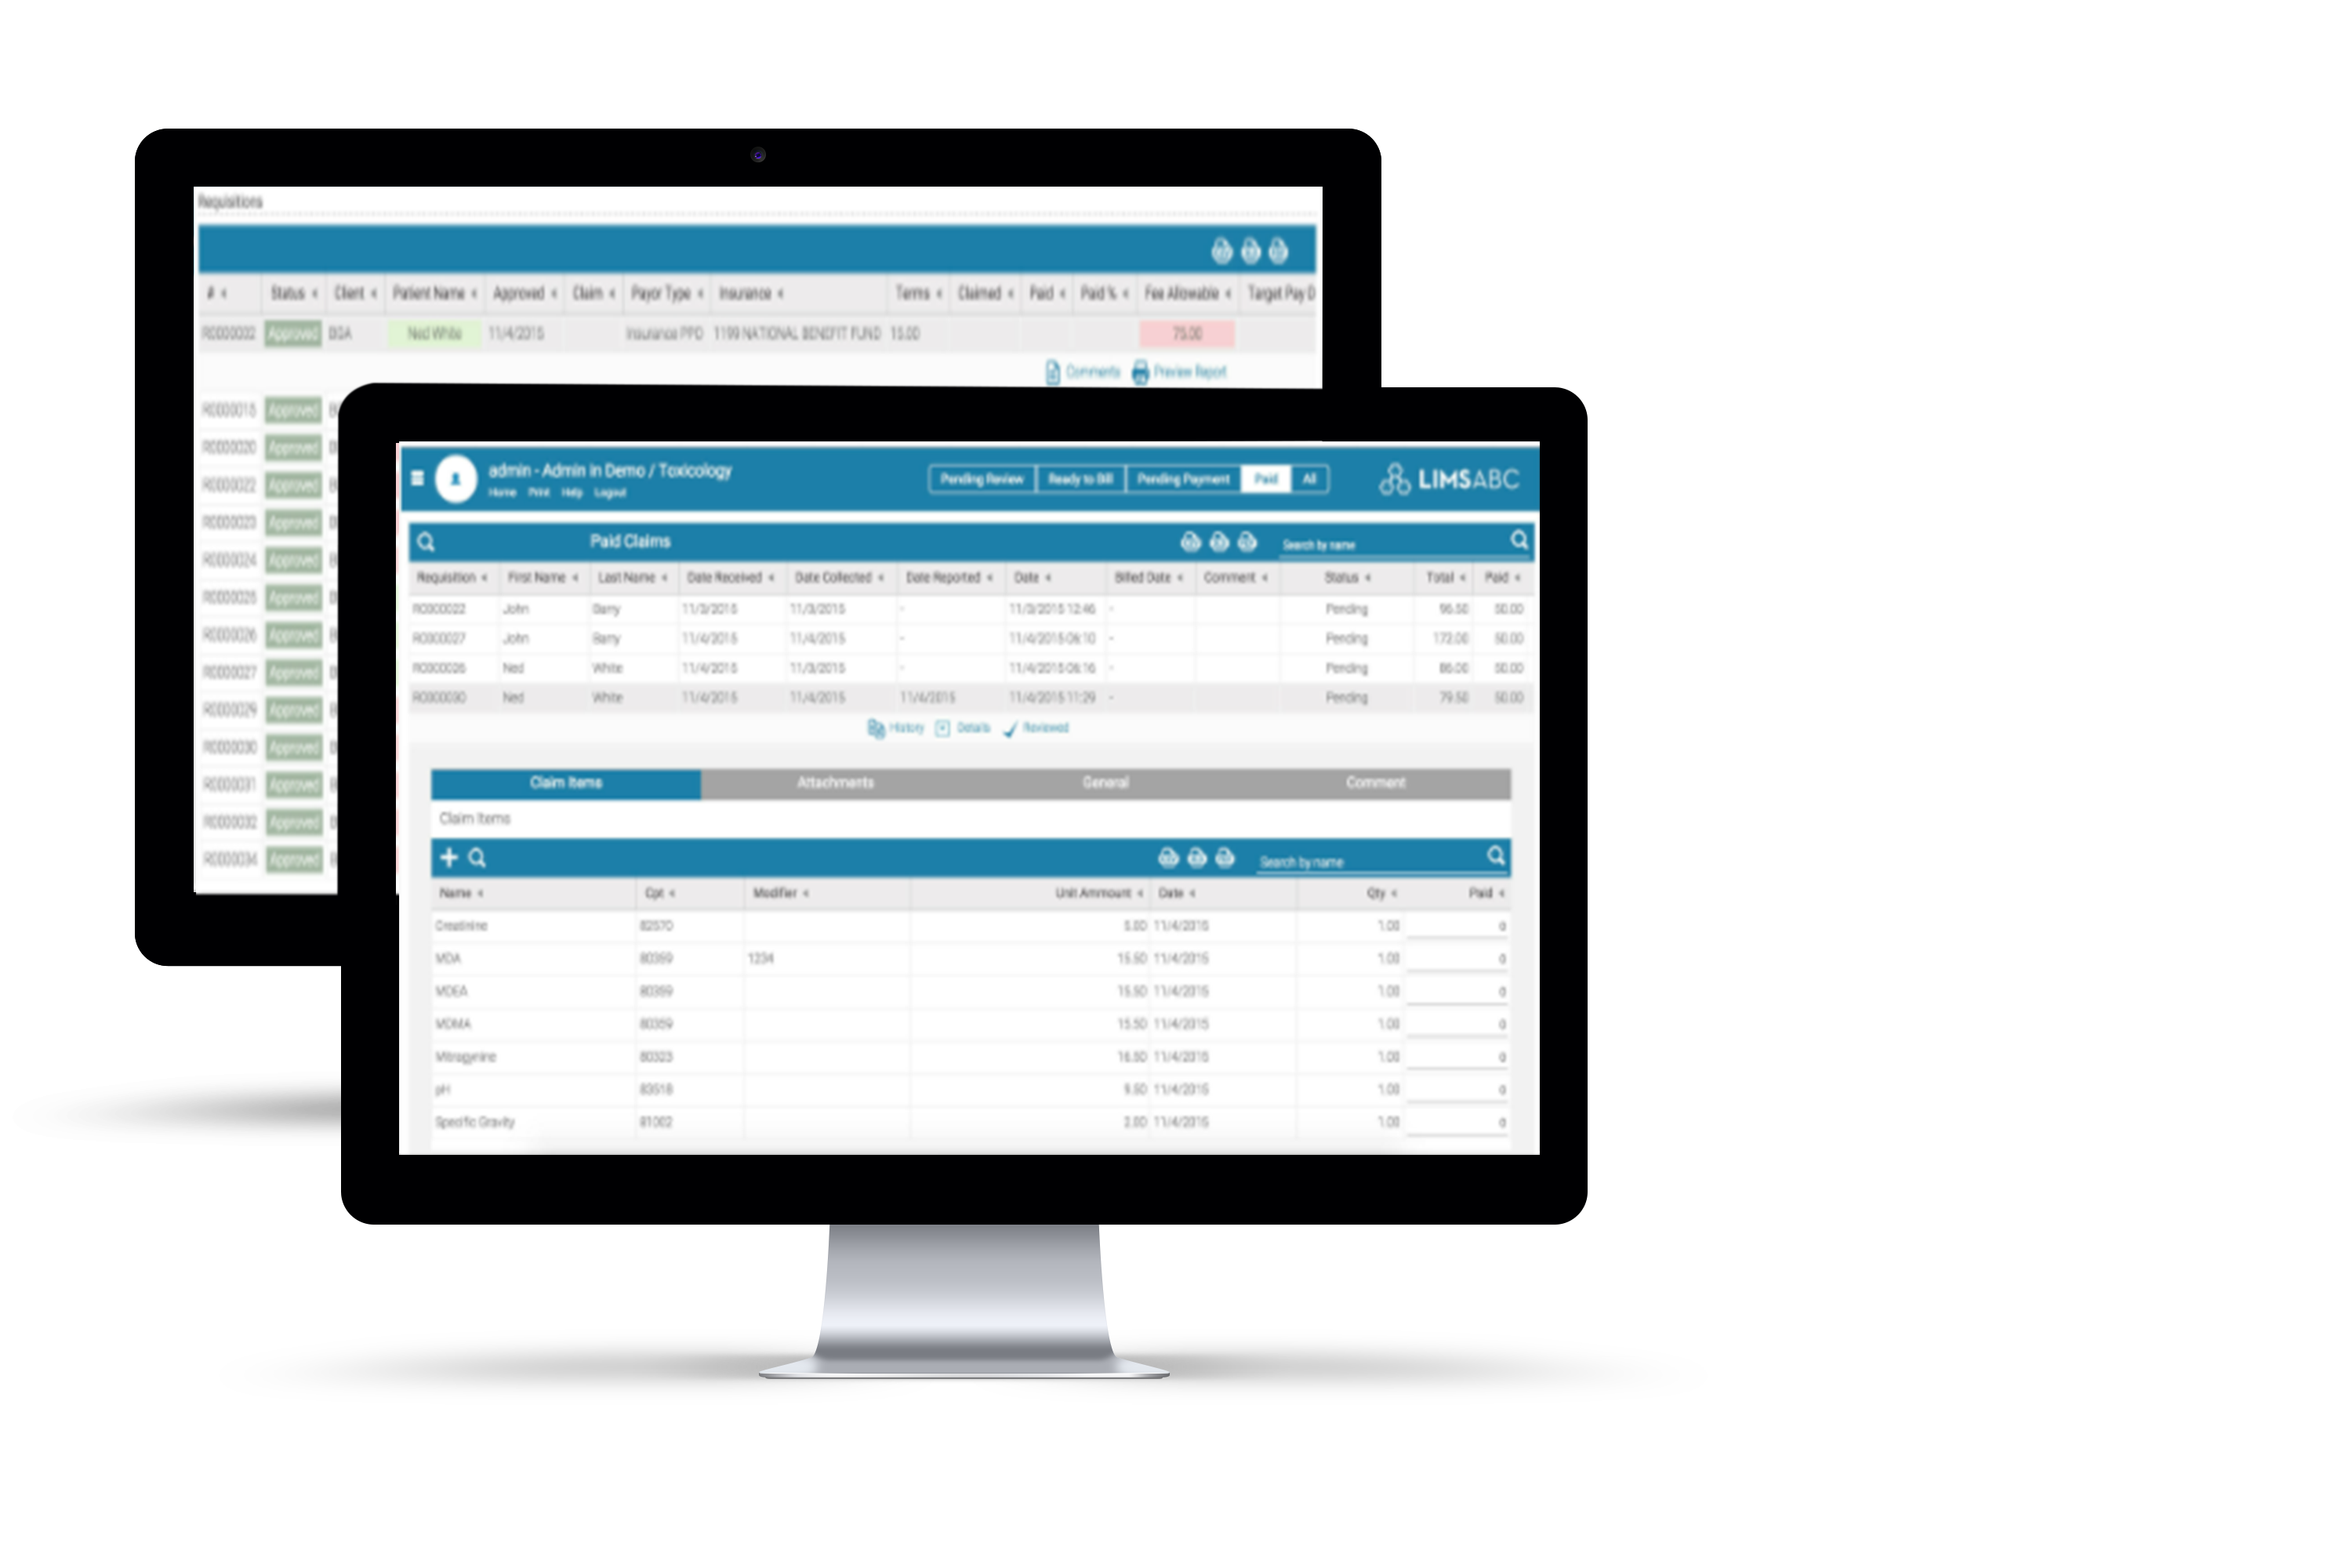 Requisitions
# Status Client Patient Name Approved Claim Payor Type Insurance Terms Claimed Paid Paid % Fee Allowable Target Pay D
R0000002 Approved Ned White 11/4/2015 Insurance PPO 1199 NATIONAL BENEFIT FUND 15.00 75.00
Comments Preview Report
R0000015 Approved
R0000020 Approved
R0000022 Approved
R0000023 Approved
R0000024 Approved
R0000025 Approved
R0000026 Approved
R0000027 Approved
R0000029 Approved
R0000030 Approved
R0000031 Approved
R0000032 Approved
R0000034 Approved
admin - Admin in Demo / Toxicology
Home Print Help Logout
Pending Review Ready to Bill Pending Payment Paid All
LIMSABC
Paid Claims Search by name
Requisition First Name Last Name Date Received Date Collected Date Reported Date Billed Date Comment Status Total Paid
R0000022 John Barry 11/3/2015 11/3/2015 - 11/3/2015 12:46 - Pending 96.50 50.00
R0000027 John Barry 11/4/2015 11/4/2015 - 11/4/2015 06:10 - Pending 172.00 50.00
Ned White 11/4/2015 11/3/2015 - 11/4/2015 06:16 - Pending 86.00 50.00
R0000030 Ned White 11/4/2015 11/4/2015 11/4/2015 11/4/2015 11:29 - Pending 79.50 50.00
History Details Reviewed
Claim Items Attachments General Comment
Claim Items
Search by name
Name Cpt Modifier Unit Ammount Date Qty Paid
Creatinine 82570 5.00 11/4/2015 1.00 0
MDA 80359 1234 15.50 11/4/2015 1.00 0
MDEA 80359 15.50 11/4/2015 1.00 0
MDMA 80359 15.50 11/4/2015 1.00 0
Mitragynine 80323 16.50 11/4/2015 1.00 0
pH 9.50 11/4/2015 1.00 0
Specific Gravity 81002 2.00 11/4/2015 1.00 0